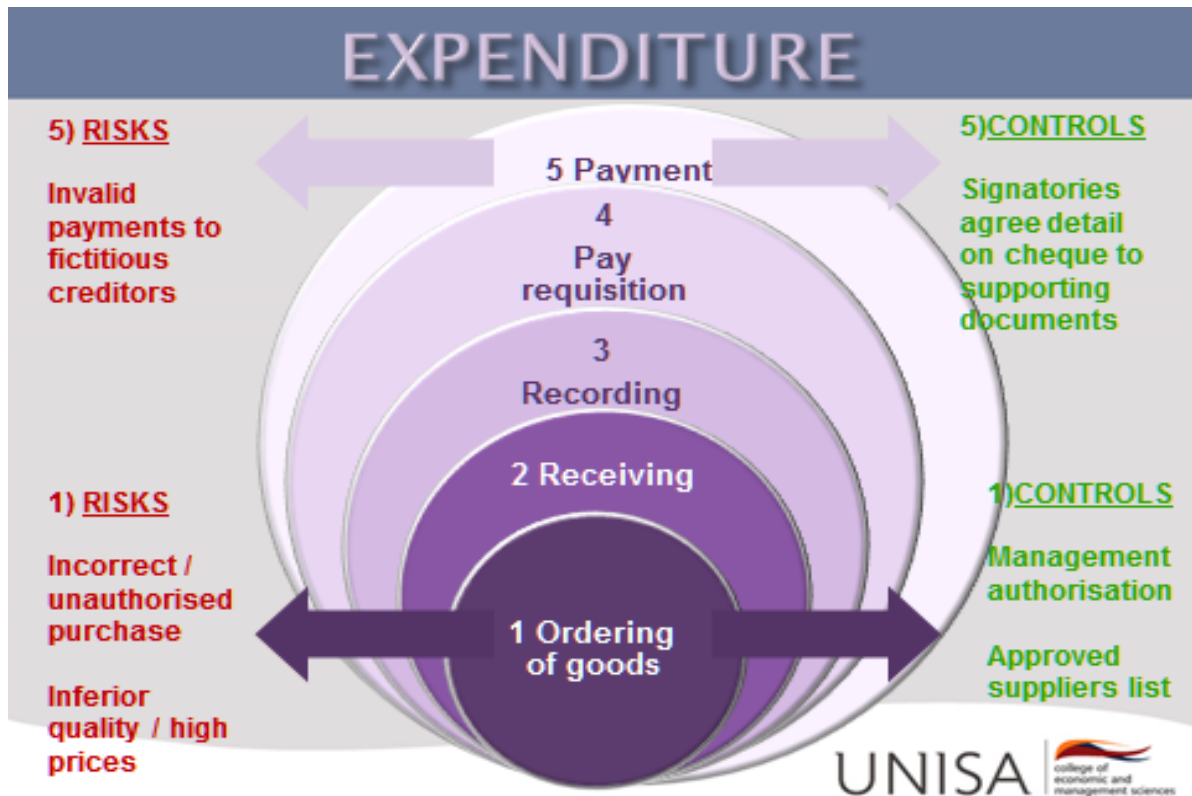 EXPENDITURE
5) RISKS
Invalid
payments to
fictitious
creditors
5 Payment
4
Pay
requisition
3
Recording
2 Receiving
1 Ordering
of goods
5)CONTROLS
Signatories
agree detail
on cheque to
supporting
documents
1) RISKS
Incorrect /
unauthorised
purchase
Inferior
quality / high
prices
1)CONTROLS
Management
authorisation
Approved
suppliers list
UNISA
college of
economic and
management sciences